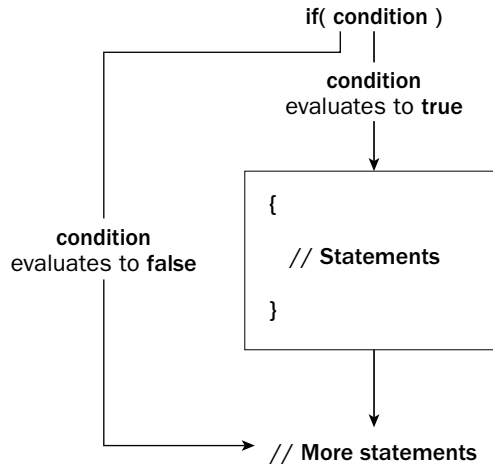 if( condition )
condition
evaluates to true
{
// Statements
}
condition
evaluates to false
// More statements